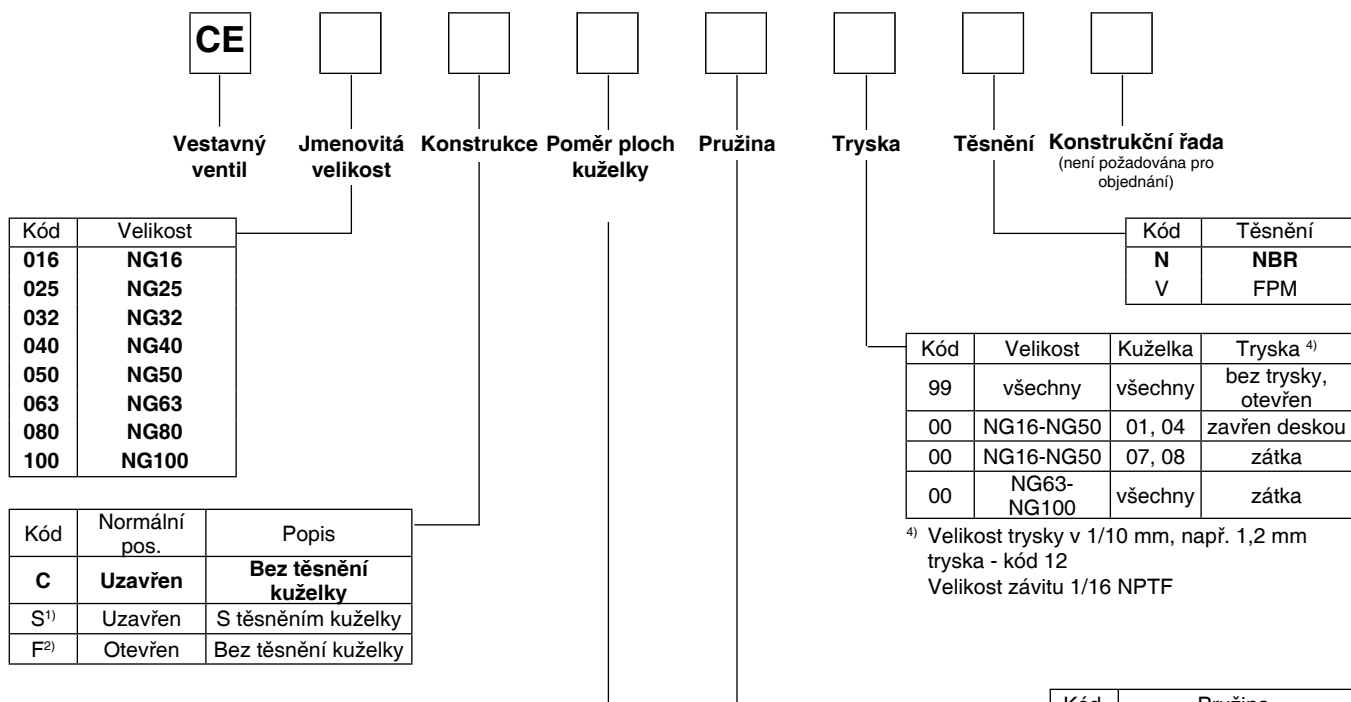 CE
Vestavný ventil
Jmenovitá velikost
Konstrukce
Poměr ploch kuželky
Pružina
Tryska
Těsnění
Konstrukční řada
(není požadována pro
objednání)
Kód Velikost
016 NG16
025 NG25
032 NG32
040 NG40
050 NG50
063 NG63
080 NG80
100 NG100
Kód Těsnění
N NBR
V FPM
Kód Velikost Kuželka Tryska 4)
99 všechny všechny bez trysky, otevřen
00 NG16-NG50 01, 04 zavřen deskou
00 NG16-NG50 07, 08 zátka
00 NG63-NG100 všechny zátka
4) Velikost trysky v 1/10 mm, např. 1,2 mm
tryska - kód 12
Velikost závitu 1/16 NPTF
Kód Normální pos. Popis
C Uzavřen Bez těsnění kuželky
S1) Uzavřen S těsněním kuželky
F2) Otevřen Bez těsnění kuželky
Kód Pružina